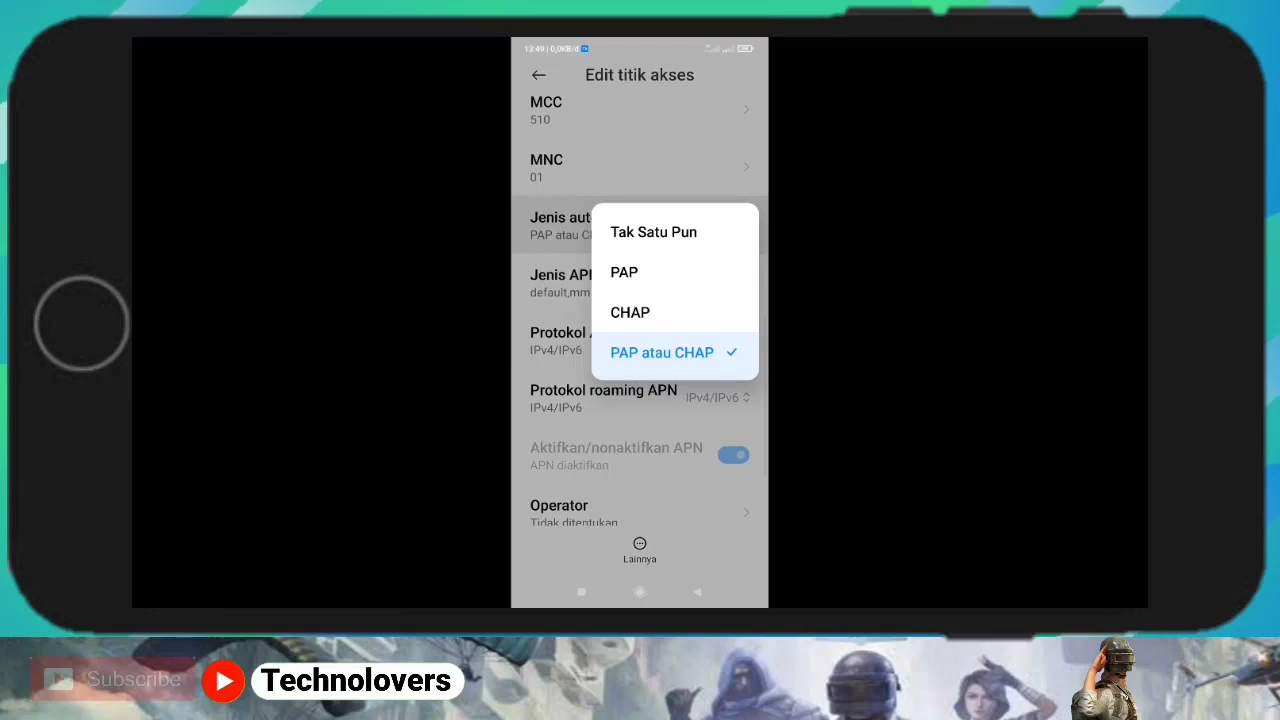 13:49 | 0,0KB/d
Edit titik akses
MCC
510
MNC
01
Jenis aut
PAP atau C
Tak Satu Pun
PAP
CHAP
PAP atau CHAP
Jenis AP
default,mm
Protokol
IPv4/IPv6
Protokol roaming APN
IPv4/IPv6
IPv4/IPv6
Aktifkan/nonaktifkan APN
APN diaktifkan
Operator
Tidak ditentukan
Lainnya
Subscribe
Technolovers